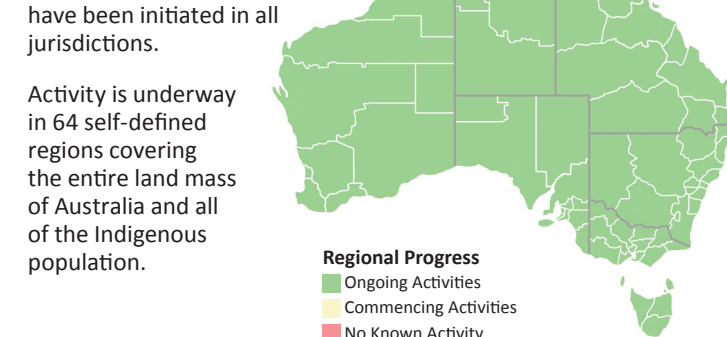 have been initiated in all
jurisdictions.
Activity is underway
in 64 self-defined
regions covering
the entire land mass
of Australia and all
of the Indigenous
population.
Regional Progress
Ongoing Activities
Commencing Activities
No Known Activity